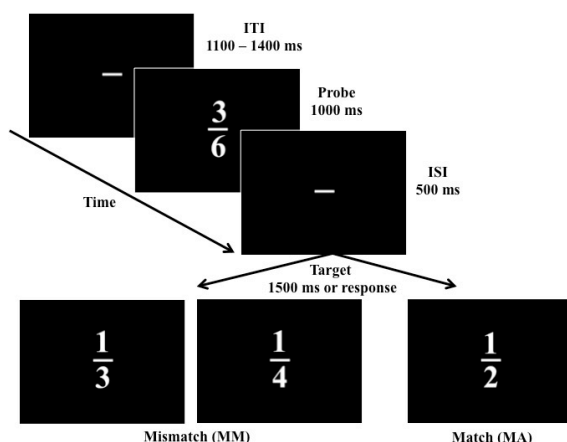 ITI
1100 – 1400 ms
Probe
1000 ms
3
6
ISI
500 ms
Time
Target
1500 ms or response
1
3
1
4
1
2
Mismatch (MM)
Match (MA)